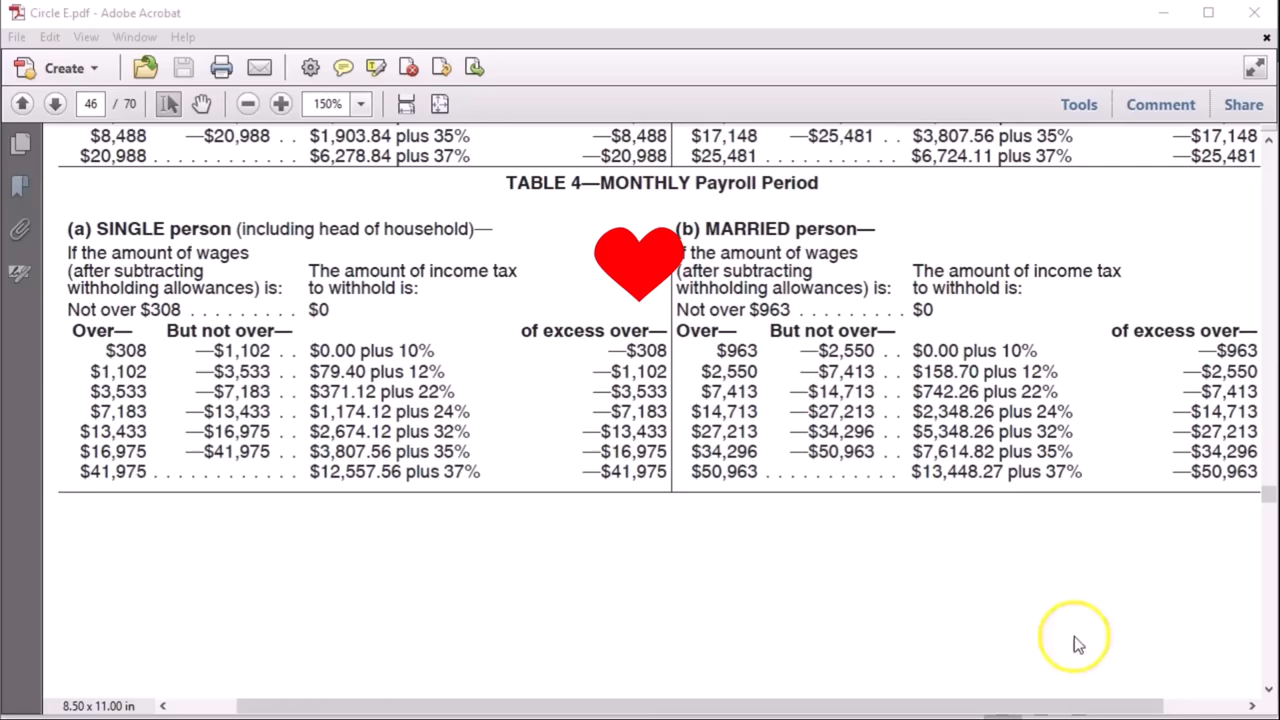 Circle E.pdf - Adobe Acrobat
File Edit View Window Help
Create
46 / 70 150% Tools Comment Share
$8,488 —$20,988 . . $1,903.84 plus 35% —$8,488 $17,148 —$25,481 . . $3,807.56 plus 35% —$17,148
$20,988 . . . . . . . . . . . $6,278.84 plus 37% —$20,988 $25,481 . . . . . . . . . . . $6,724.11 plus 37% —$25,481
TABLE 4—MONTHLY Payroll Period
(a) SINGLE person (including head of household)—
If the amount of wages
(after subtracting The amount of income tax
withholding allowances) is: to withhold is:
Not over $308 . . . . . . . . . $0
Over— But not over— of excess over—
$308 —$1,102 . . $0.00 plus 10% —$308
$1,102 —$3,533 . . $79.40 plus 12% —$1,102
$3,533 —$7,183 . . $371.12 plus 22% —$3,533
$7,183 —$13,433 . . $1,174.12 plus 24% —$7,183
$13,433 —$16,975 . . $2,674.12 plus 32% —$13,433
$16,975 —$41,975 . . $3,807.56 plus 35% —$16,975
$41,975 . . . . . . . . . . . $12,557.56 plus 37% —$41,975
(b) MARRIED person—
If the amount of wages
(after subtracting The amount of income tax
withholding allowances) is: to withhold is:
Not over $963 . . . . . . . . . $0
Over— But not over— of excess over—
$963 —$2,550 . . $0.00 plus 10% —$963
$2,550 —$7,413 . . $158.70 plus 12% —$2,550
$7,413 —$14,713 . . $742.26 plus 22% —$7,413
$14,713 —$27,213 . . $2,348.26 plus 24% —$14,713
$27,213 —$34,296 . . $5,348.26 plus 32% —$27,213
$34,296 —$50,963 . . $7,614.82 plus 35% —$34,296
$50,963 . . . . . . . . . . . $13,448.27 plus 37% —$50,963
8.50 x 11.00 in